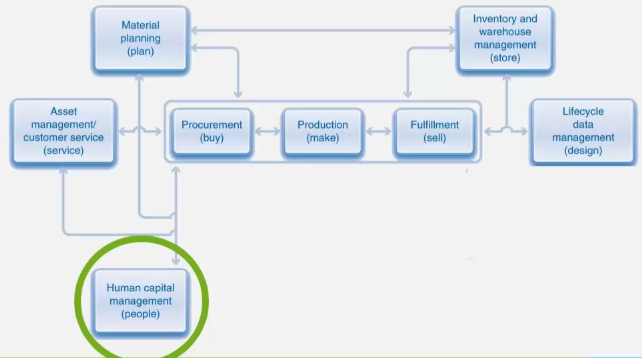 Material
planning
(plan)
Inventory and
warehouse
management
(store)
Asset
management/
customer service
(service)
Procurement
(buy)
Production
(make)
Fulfillment
(sell)
Lifecycle
data
management
(design)
Human capital
management
(people)